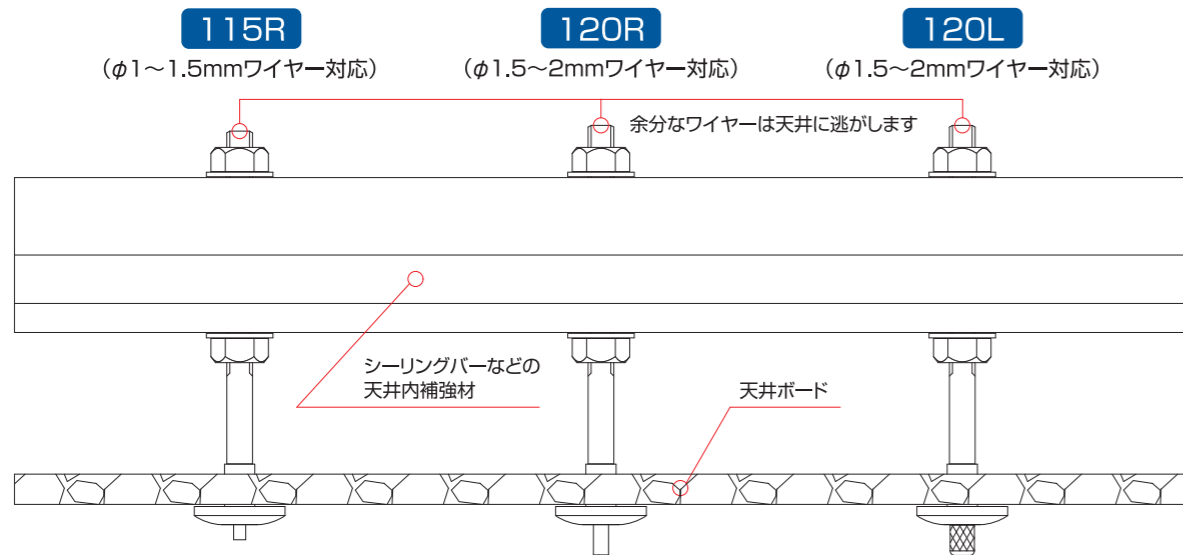 115R
120R
120L
（φ1～1.5mmワイヤー対応）
（φ1.5～2mmワイヤー対応）
（φ1.5～2mmワイヤー対応）
余分なワイヤーは天井に逃がします
シーリングバーなどの
天井内補強材
天井ボード